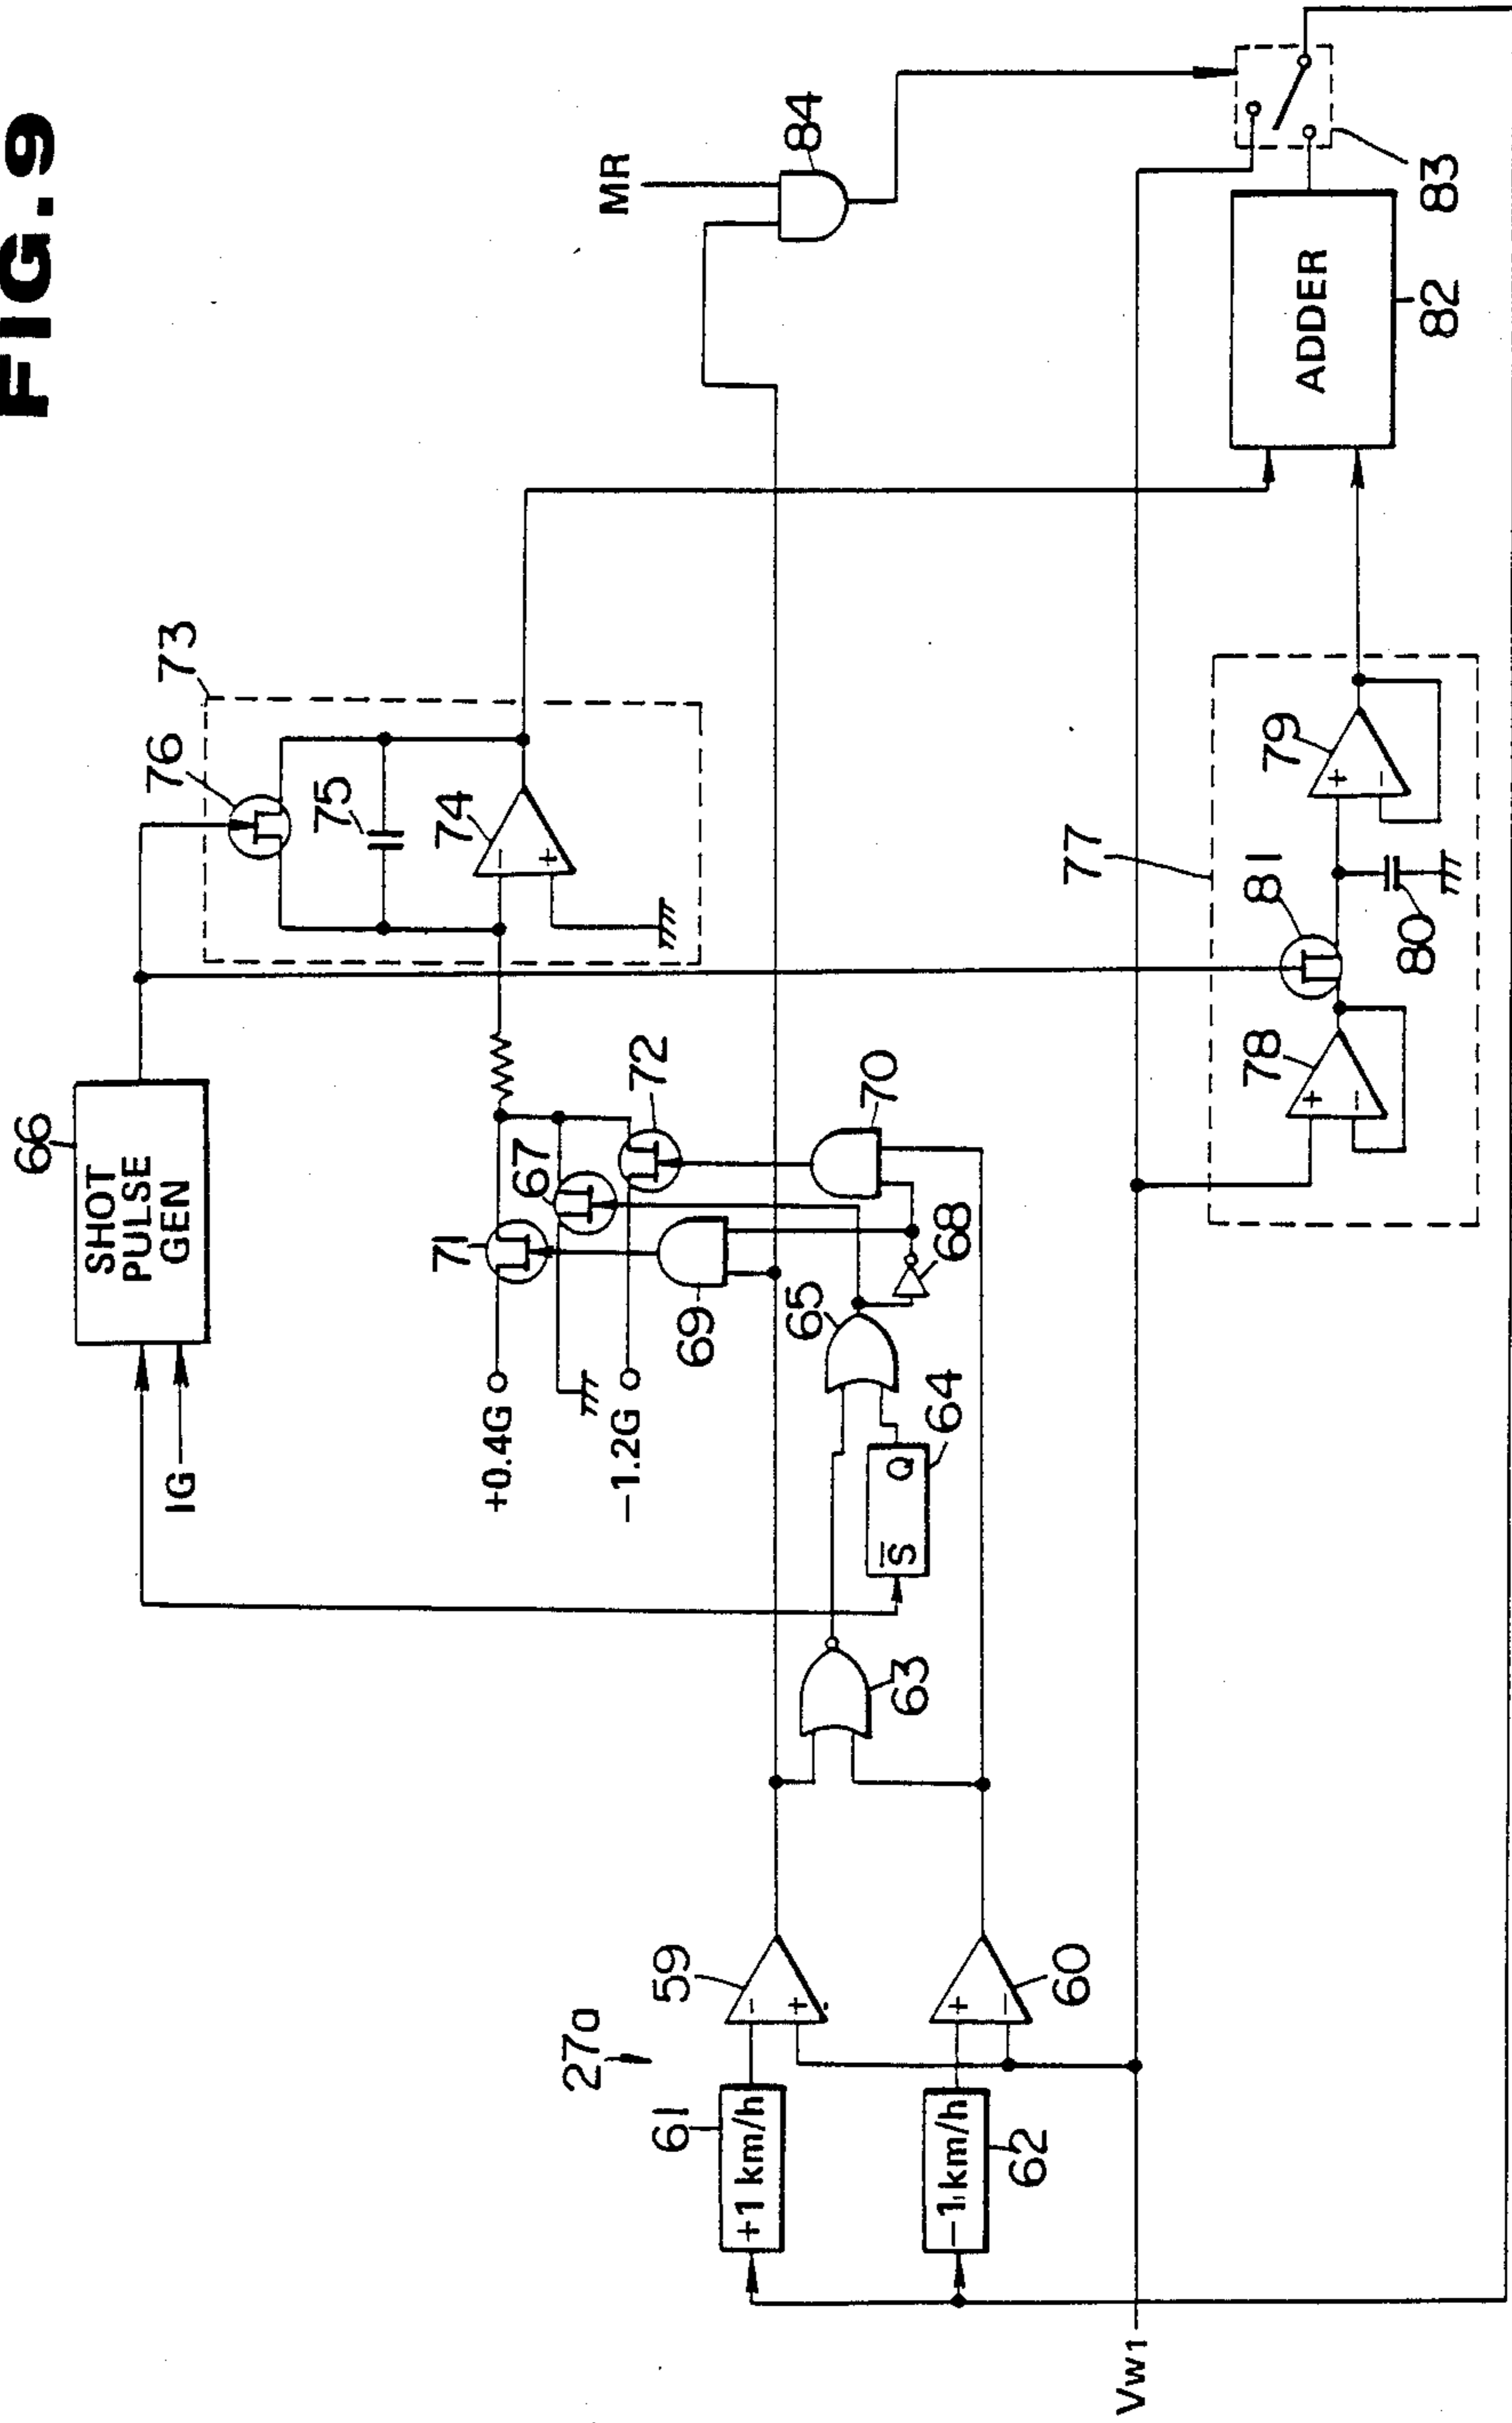 FIG.9
66
SHOT
PULSE
GEN
IG
76
73
75
74
+0.4G
-1.2G
71
67
72
69
70
65
68
64
S̅ Q
63
MR
84
27a
59
60
61
+1 km/h
62
-1 km/h
Vw1
77
78
81
79
80
ADDER
82
83
+
-
+
-
+
-
+
-
+
-